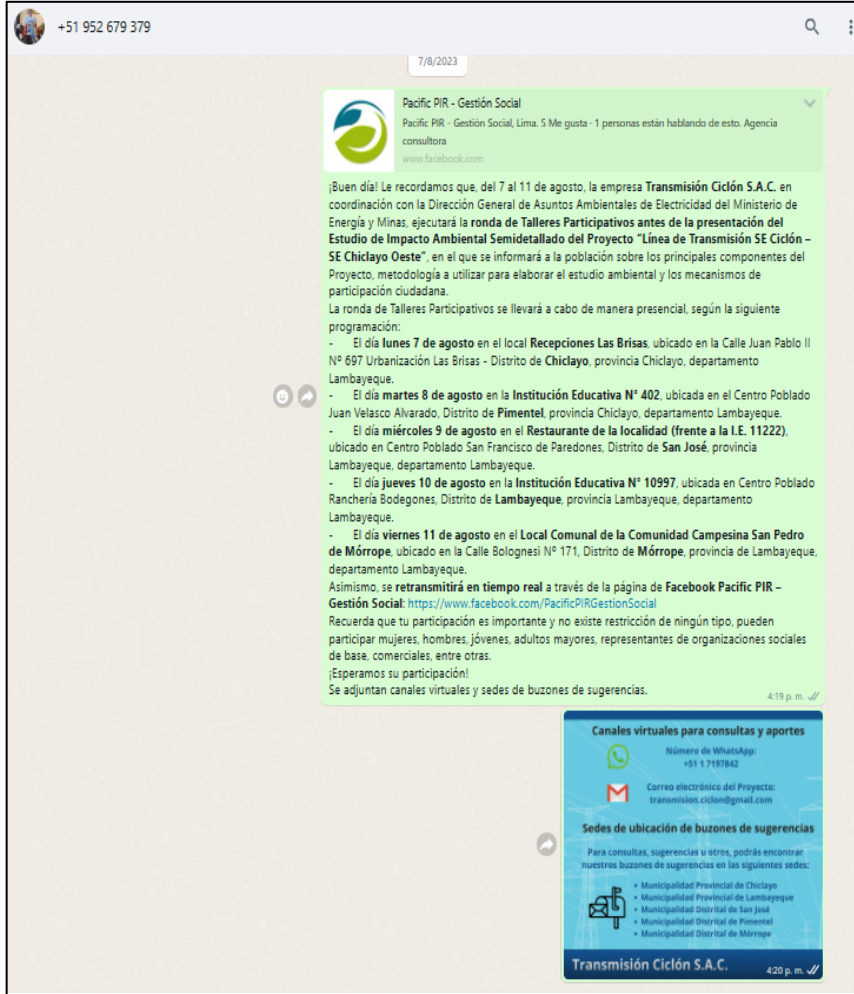 +51 952 679 379
7/8/2023
Pacific PIR - Gestión Social
Pacific PIR - Gestión Social, Lima. 5 Me gusta · 1 personas están hablando de esto. Agencia
consultora
www.facebook.com
¡Buen día! Le recordamos que, del 7 al 11 de agosto, la empresa Transmisión Ciclón S.A.C. en
coordinación con la Dirección General de Asuntos Ambientales de Electricidad del Ministerio de
Energía y Minas, ejecutará la ronda de Talleres Participativos antes de la presentación del
Estudio de Impacto Ambiental Semidetallado del Proyecto "Línea de Transmisión SE Ciclón –
SE Chiclayo Oeste", en el que se informará a la población sobre los principales componentes del
Proyecto, metodología a utilizar para elaborar el estudio ambiental y los mecanismos de
participación ciudadana.
La ronda de Talleres Participativos se llevará a cabo de manera presencial, según la siguiente
programación:
- El día lunes 7 de agosto en el local Recepciones Las Brisas, ubicado en la Calle Juan Pablo II
Nº 697 Urbanización Las Brisas - Distrito de Chiclayo, provincia Chiclayo, departamento
Lambayeque.
- El día martes 8 de agosto en la Institución Educativa N° 402, ubicada en el Centro Poblado
Juan Velasco Alvarado, Distrito de Pimentel, provincia Chiclayo, departamento Lambayeque.
- El día miércoles 9 de agosto en el Restaurante de la localidad (frente a la I.E. 11222),
ubicado en Centro Poblado San Francisco de Paredones, Distrito de San José, provincia
Lambayeque, departamento Lambayeque.
- El día jueves 10 de agosto en la Institución Educativa N° 10997, ubicada en Centro Poblado
Ranchería Bodegones, Distrito de Lambayeque, provincia Lambayeque, departamento
Lambayeque.
- El día viernes 11 de agosto en el Local Comunal de la Comunidad Campesina San Pedro
de Mórrope, ubicado en la Calle Bolognesi Nº 171, Distrito de Mórrope, provincia de Lambayeque,
departamento Lambayeque.
Asimismo, se retransmitirá en tiempo real a través de la página de Facebook Pacific PIR –
Gestión Social: https://www.facebook.com/PacificPIRGestionSocial
Recuerda que tu participación es importante y no existe restricción de ningún tipo, pueden
participar mujeres, hombres, jóvenes, adultos mayores, representantes de organizaciones sociales
de base, comerciales, entre otras.
¡Esperamos su participación!
Se adjuntan canales virtuales y sedes de buzones de sugerencias.
4:19 p. m.
Canales virtuales para consultas y aportes
Número de WhatsApp:
+51 1 7197842
Correo electrónico del Proyecto:
transmision.ciclon@gmail.com
Sedes de ubicación de buzones de sugerencias
Para consultas, sugerencias u otros, podrás encontrar
nuestros buzones de sugerencias en las siguientes sedes:
• Municipalidad Provincial de Chiclayo
• Municipalidad Provincial de Lambayeque
• Municipalidad Distrital de San José
• Municipalidad Distrital de Pimentel
• Municipalidad Distrital de Mórrope
Transmisión Ciclón S.A.C.
4:20 p. m.